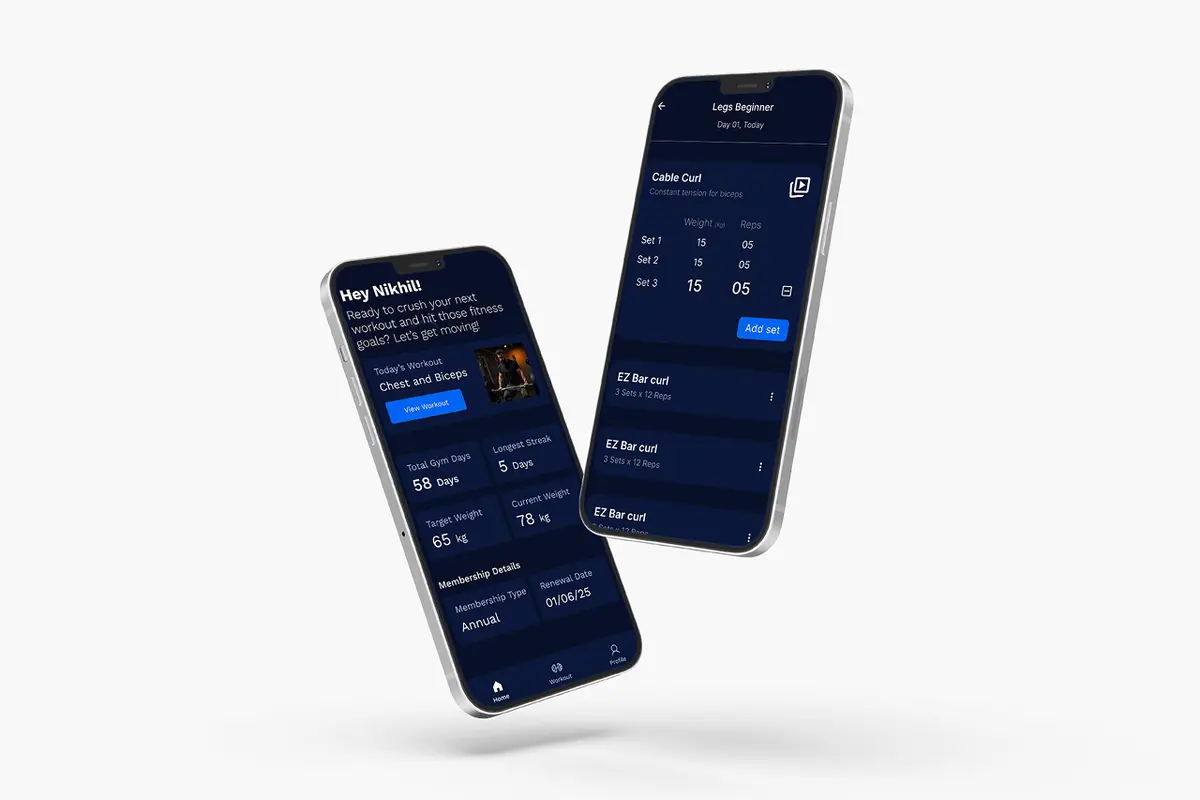 Hey Nikhil!
Ready to crush your next
workout and hit those fitness
goals? Let's get moving!
Today's Workout
Chest and Biceps
View Workout
Total Gym Days
58 Days
Longest Streak
5 Days
Target Weight
65 kg
Current Weight
78 kg
Membership Details
Membership Type
Annual
Renewal Date
01/06/25
Home
Workout
Profile
Legs Beginner
Day 01, Today
Cable Curl
Constant tension for biceps
Weight (Kg) Reps
Set 1 15 05
Set 2 15 05
Set 3 15 05
Add set
EZ Bar curl
3 Sets x 12 Reps
EZ Bar curl
3 Sets x 12 Reps
EZ Bar curl
3 Sets x 12 Reps